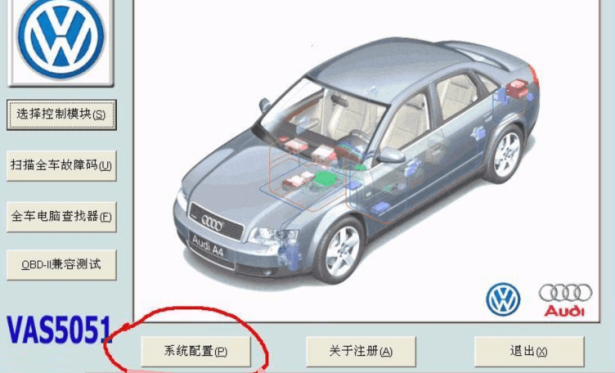 选择控制模块(S)
扫描全车故障码(U)
全车电脑查找器(F)
OBD-II兼容测试
VAS5051
Audi A4
Audi
系统配置(P)
关于注册(A)
退出(X)